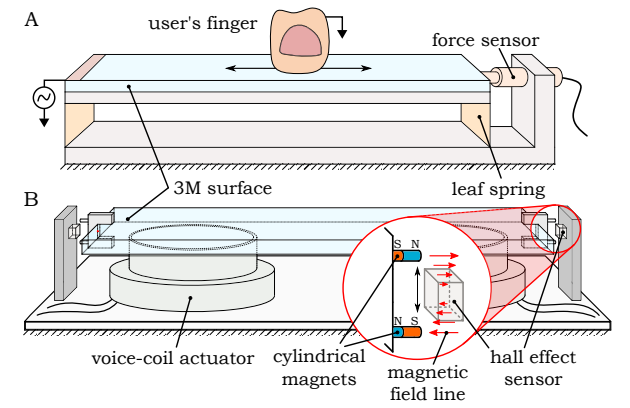 A
user's finger
force sensor
3M surface
leaf spring
B
S N
N S
voice-coil actuator
cylindrical
magnets
magnetic
field line
hall effect
sensor